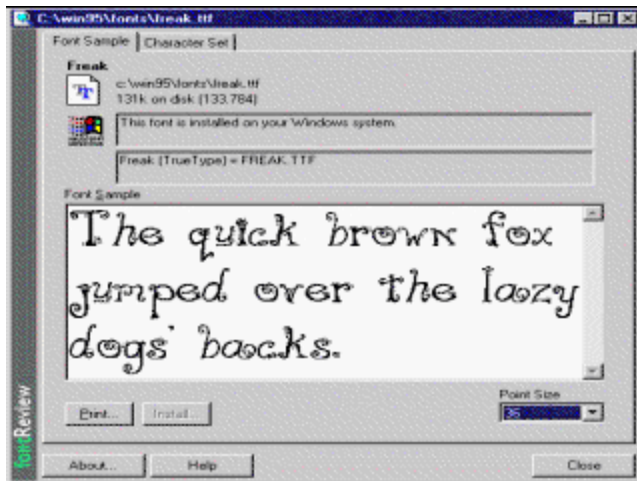 C:\win95\fonts\freak.ttf
Font Sample
Character Set
Freak
c:\win95\fonts\freak.ttf
131k on disk (133.784)
This font is installed on your Windows system.
Freak (TrueType) = FREAK.TTF
Font Sample
The quick brown fox
jumped over the lazy
dogs' backs.
Point Size
Print...
Install...
36
fontReview
About...
Help
Close